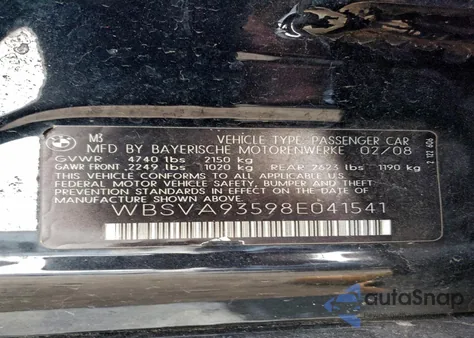 M3 VEHICLE TYPE: PASSENGER CAR
MFD BY BAYERISCHE MOTORENWERKE 02/08
GVWR 4740 lbs 2150 kg
GAWR FRONT 2249 lbs 1020 kg REAR 2623 lbs 1190 kg
THIS VEHICLE CONFORMS TO ALL APPLICABLE U.S.
FEDERAL MOTOR VEHICLE SAFETY, BUMPER AND THEFT
PREVENTION STANDARDS IN EFFECT ON THE DATE OF
MANUFACTURE SHOWN ABOVE.
WBSVA93598E041541
autoSnap